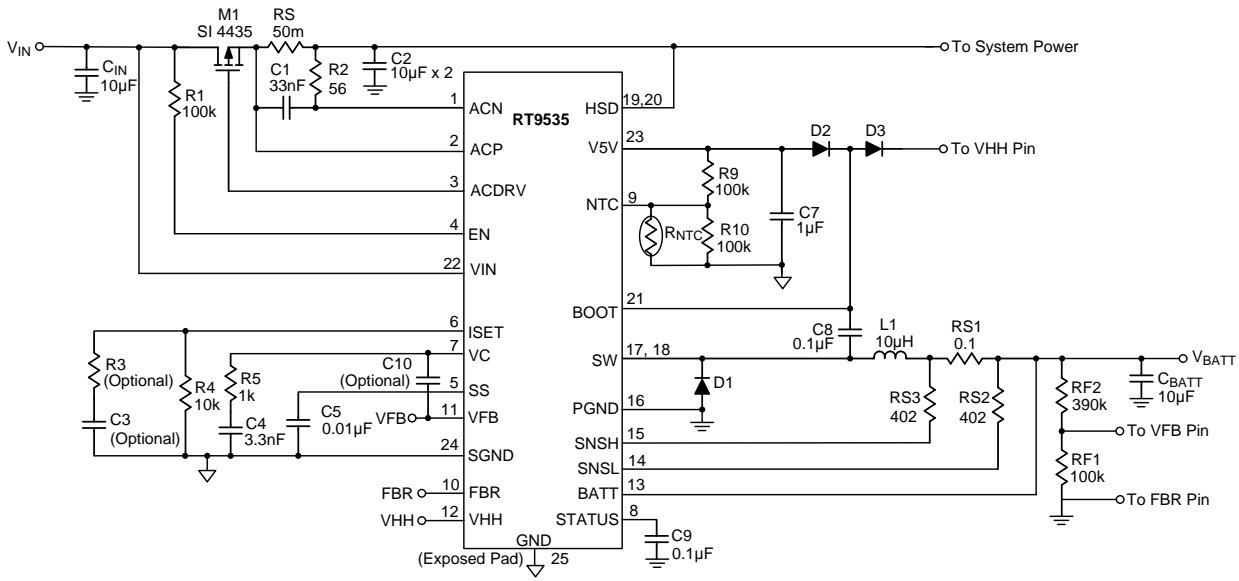 M1
SI 4435
RS
50m
V_IN
To System Power
C_IN
10µF
R1
100k
C1
33nF
R2
56
C2
10µF x 2
1
ACN
2
ACP
3
ACDRV
4
EN
22
VIN
6
ISET
7
VC
5
SS
11
VFB
24
SGND
10
FBR
12
VHH
RT9535
HSD
19,20
V5V
23
NTC
9
BOOT
21
SW
17, 18
PGND
16
SNSH
15
SNSL
14
BATT
13
STATUS
8
GND
(Exposed Pad)
25
D2
D3
To VHH Pin
R9
100k
R_NTC
R10
100k
C7
1µF
C8
0.1µF
L1
10µH
RS1
0.1
V_BATT
D1
RS3
402
RS2
402
RF2
390k
C_BATT
10µF
To VFB Pin
RF1
100k
To FBR Pin
C9
0.1µF
R3
(Optional)
C3
(Optional)
R4
10k
R5
1k
C4
3.3nF
C5
0.01µF
C10
(Optional)
VFB
FBR
VHH